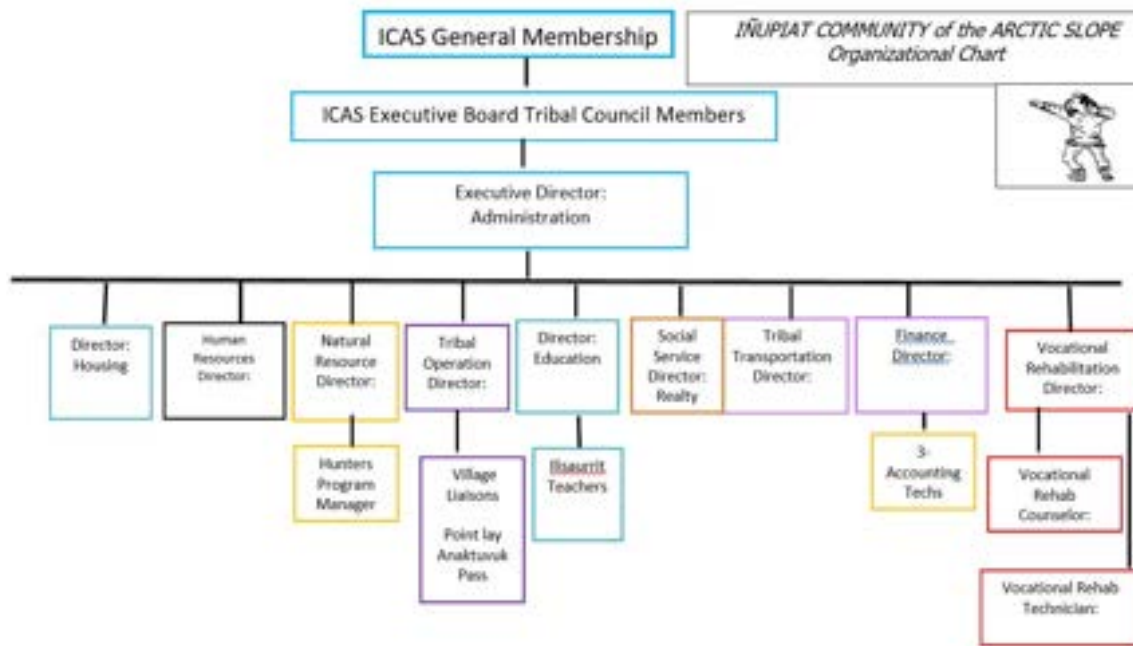 ICAS General Membership
IÑUPIAT COMMUNITY of the ARCTIC SLOPE
Organizational Chart
ICAS Executive Board Tribal Council Members
Executive Director:
Administration
Director:
Housing
Human
Resources
Director:
Natural
Resource
Director:
Tribal
Operation
Director:
Director:
Education
Social
Service
Director:
Realty
Tribal
Transportation
Director:
Finance
Director:
Vocational
Rehabilitation
Director:
Hunters
Program
Manager
Village
Liaisons
Point lay
Anaktuvuk
Pass
Ilisaurrit
Teachers
3-
Accounting
Techs
Vocational
Rehab
Counselor:
Vocational Rehab
Technician: